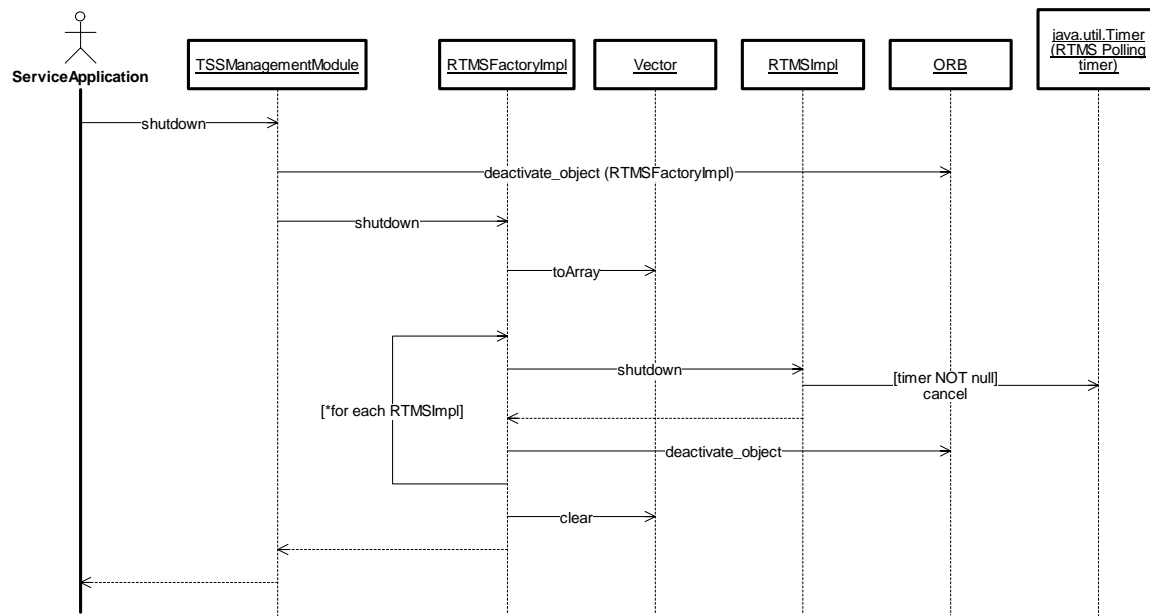 ServiceApplication
TSSManagementModule
RTMSFactoryImpl
Vector
RTMSImpl
ORB
java.util.Timer
(RTMS Polling
timer)
shutdown
deactivate_object (RTMSFactoryImpl)
shutdown
toArray
shutdown
[timer NOT null]
cancel
[*for each RTMSImpl]
deactivate_object
clear